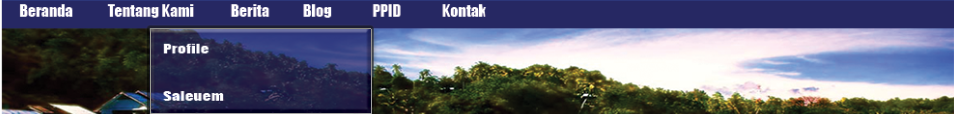 Beranda Tentang Kami Berita Blog PPID Kontak
Profile
Saleuem